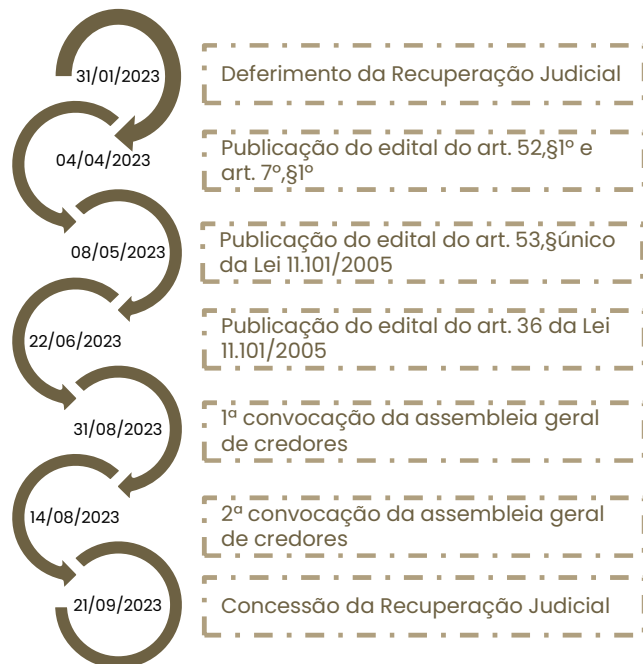 31/01/2023
Deferimento da Recuperação Judicial
04/04/2023
Publicação do edital do art. 52,§1º e
art. 7º,§1º
08/05/2023
Publicação do edital do art. 53,§único
da Lei 11.101/2005
22/06/2023
Publicação do edital do art. 36 da Lei
11.101/2005
31/08/2023
1ª convocação da assembleia geral
de credores
14/08/2023
2ª convocação da assembleia geral
de credores
21/09/2023
Concessão da Recuperação Judicial